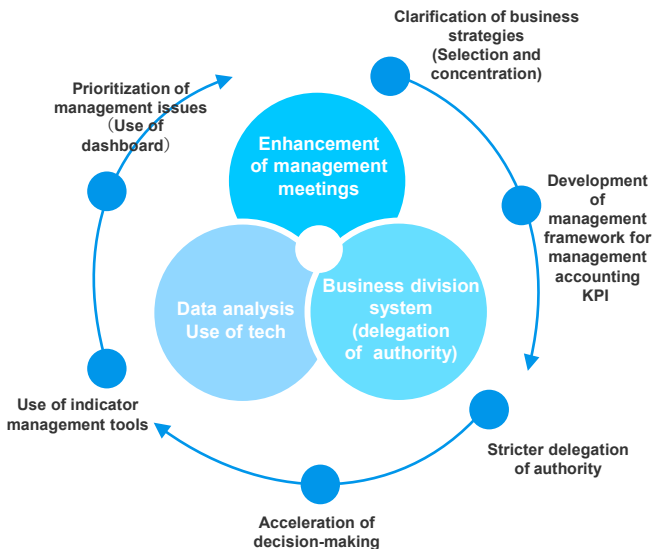 Clarification of business
strategies
(Selection and
concentration)
Prioritization of
management issues
（Use of
dashboard）
Enhancement
of management
meetings
Development
of
management
framework for
management
accounting
KPI
Data analysis
Use of tech
Business division
system
(delegation
of authority)
Use of indicator
management tools
Stricter delegation
of authority
Acceleration of
decision-making